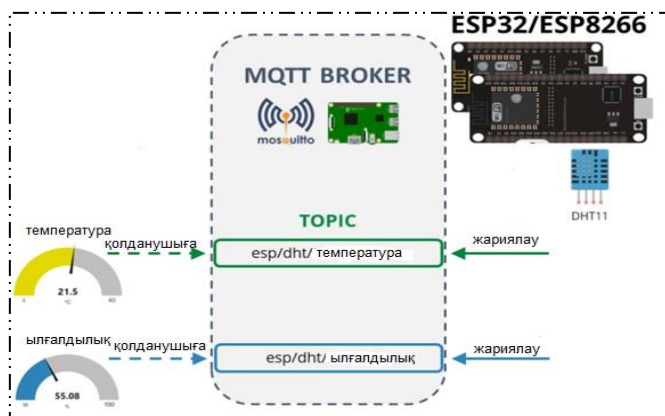 ESP32/ESP8266
MQTT BROKER
mosquitto
DHT11
TOPIC
температура
қолданушыға
esp/dht/ температура
жариялау
0
21.5
40
°C
ылғалдылық
қолданушыға
esp/dht/ ылғалдылық
жариялау
55.08
%
100